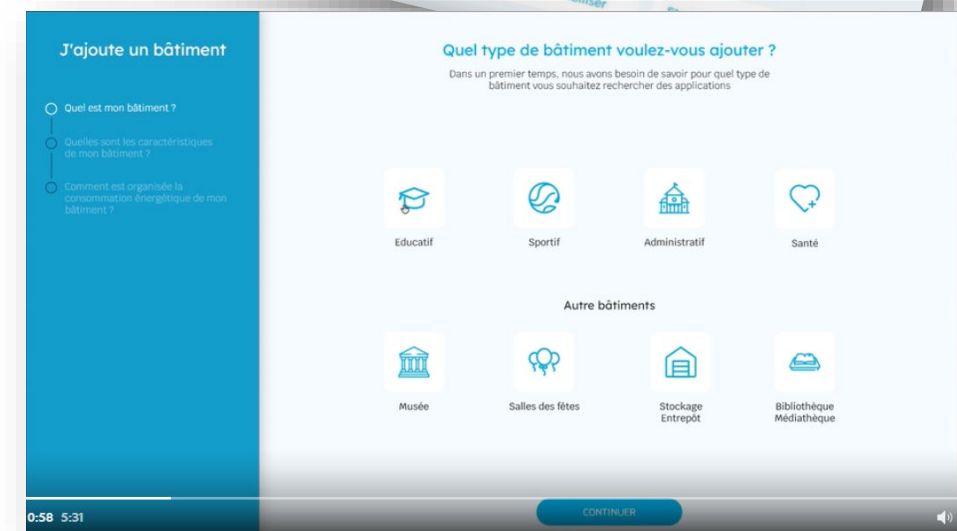 J'ajoute un bâtiment
Quel est mon bâtiment ?
Quelles sont les caractéristiques
de mon bâtiment ?
Comment est organisée la
consommation énergétique de mon
bâtiment ?
Quel type de bâtiment voulez-vous ajouter ?
Dans un premier temps, nous avons besoin de savoir pour quel type de
bâtiment vous souhaitez rechercher des applications
Educatif
Sportif
Administratif
Santé
Autre bâtiments
Musée
Salles des fêtes
Stockage
Entrepôt
Bibliothèque
Médiathèque
CONTINUER
0:58 5:31